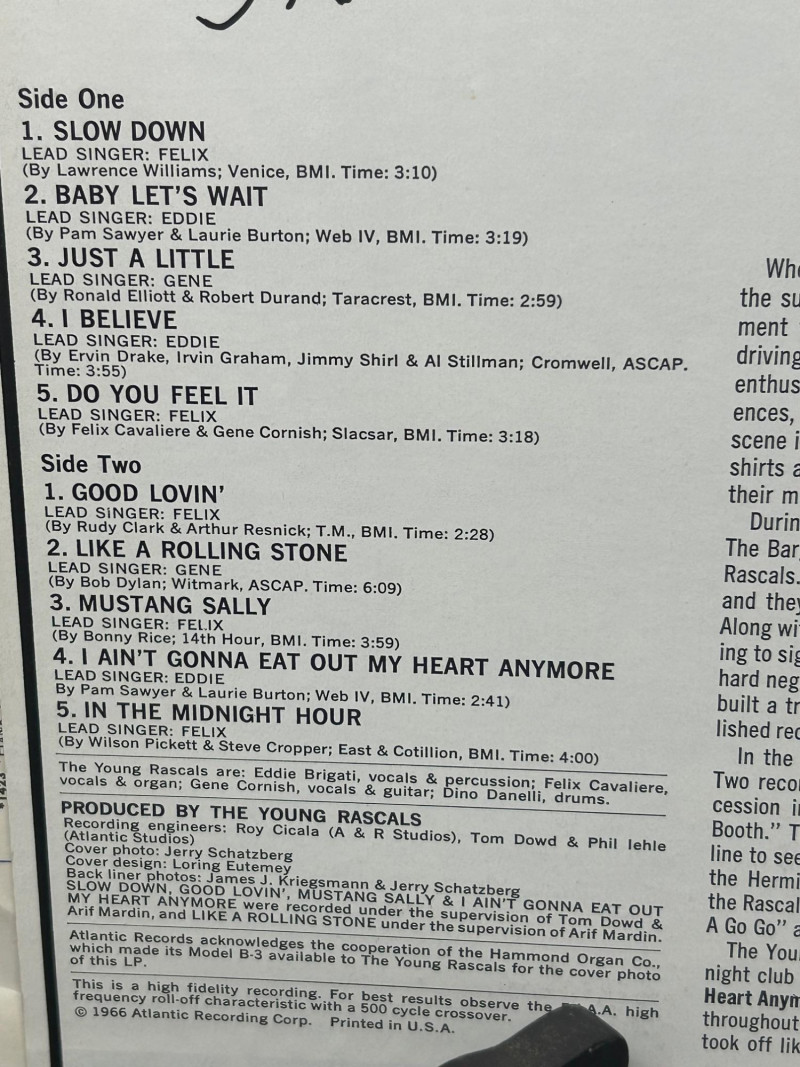 Side One
1. SLOW DOWN
LEAD SINGER: FELIX
(By Lawrence Williams; Venice, BMI. Time: 3:10)
2. BABY LET'S WAIT
LEAD SINGER: EDDIE
(By Pam Sawyer & Laurie Burton; Web IV, BMI. Time: 3:19)
3. JUST A LITTLE
LEAD SINGER: GENE
(By Ronald Elliott & Robert Durand; Taracrest, BMI. Time: 2:59)
4. I BELIEVE
LEAD SINGER: EDDIE
(By Ervin Drake, Irvin Graham, Jimmy Shirl & Al Stillman; Cromwell, ASCAP.
Time: 3:55)
5. DO YOU FEEL IT
LEAD SINGER: FELIX
(By Felix Cavaliere & Gene Cornish; Slacsar, BMI. Time: 3:18)
Side Two
1. GOOD LOVIN'
LEAD SINGER: FELIX
(By Rudy Clark & Arthur Resnick; T.M., BMI. Time: 2:28)
2. LIKE A ROLLING STONE
LEAD SINGER: GENE
(By Bob Dylan; Witmark, ASCAP. Time: 6:09)
3. MUSTANG SALLY
LEAD SINGER: FELIX
(By Bonny Rice; 14th Hour, BMI. Time: 3:59)
4. I AIN'T GONNA EAT OUT MY HEART ANYMORE
LEAD SINGER: EDDIE
By Pam Sawyer & Laurie Burton; Web IV, BMI. Time: 2:41)
5. IN THE MIDNIGHT HOUR
LEAD SINGER: FELIX
(By Wilson Pickett & Steve Cropper; East & Cotillion, BMI. Time: 4:00)
The Young Rascals are: Eddie Brigati, vocals & percussion; Felix Cavaliere,
vocals & organ; Gene Cornish, vocals & guitar; Dino Danelli, drums.
PRODUCED BY THE YOUNG RASCALS
Recording engineers: Roy Cicala (A & R Studios), Tom Dowd & Phil Iehle
(Atlantic Studios)
Cover photo: Jerry Schatzberg
Cover design: Loring Eutemey
Back liner photos: James J. Kriegsmann & Jerry Schatzberg
SLOW DOWN, GOOD LOVIN', MUSTANG SALLY & I AIN'T GONNA EAT OUT
MY HEART ANYMORE were recorded under the supervision of Tom Dowd &
Arif Mardin, and LIKE A ROLLING STONE under the supervision of Arif Mardin.
Atlantic Records acknowledges the cooperation of the Hammond Organ Co.,
which made its Model B-3 available to The Young Rascals for the cover photo
of this LP.
This is a high fidelity recording. For best results observe the A.A. high
frequency roll-off characteristic with a 500 cycle crossover.
© 1966 Atlantic Recording Corp. Printed in U.S.A.
Whe
the su
ment
driving
enthus
ences,
scene i
shirts a
their m
Durin
The Bar
Rascals.
and they
Along wi
ing to sig
hard neg
built a tr
lished rec
In the
Two reco
cession in
Booth." T
line to see
the Hermi
the Rascal
A Go Go" a
The You
night club
Heart Anym
throughout
took off lik